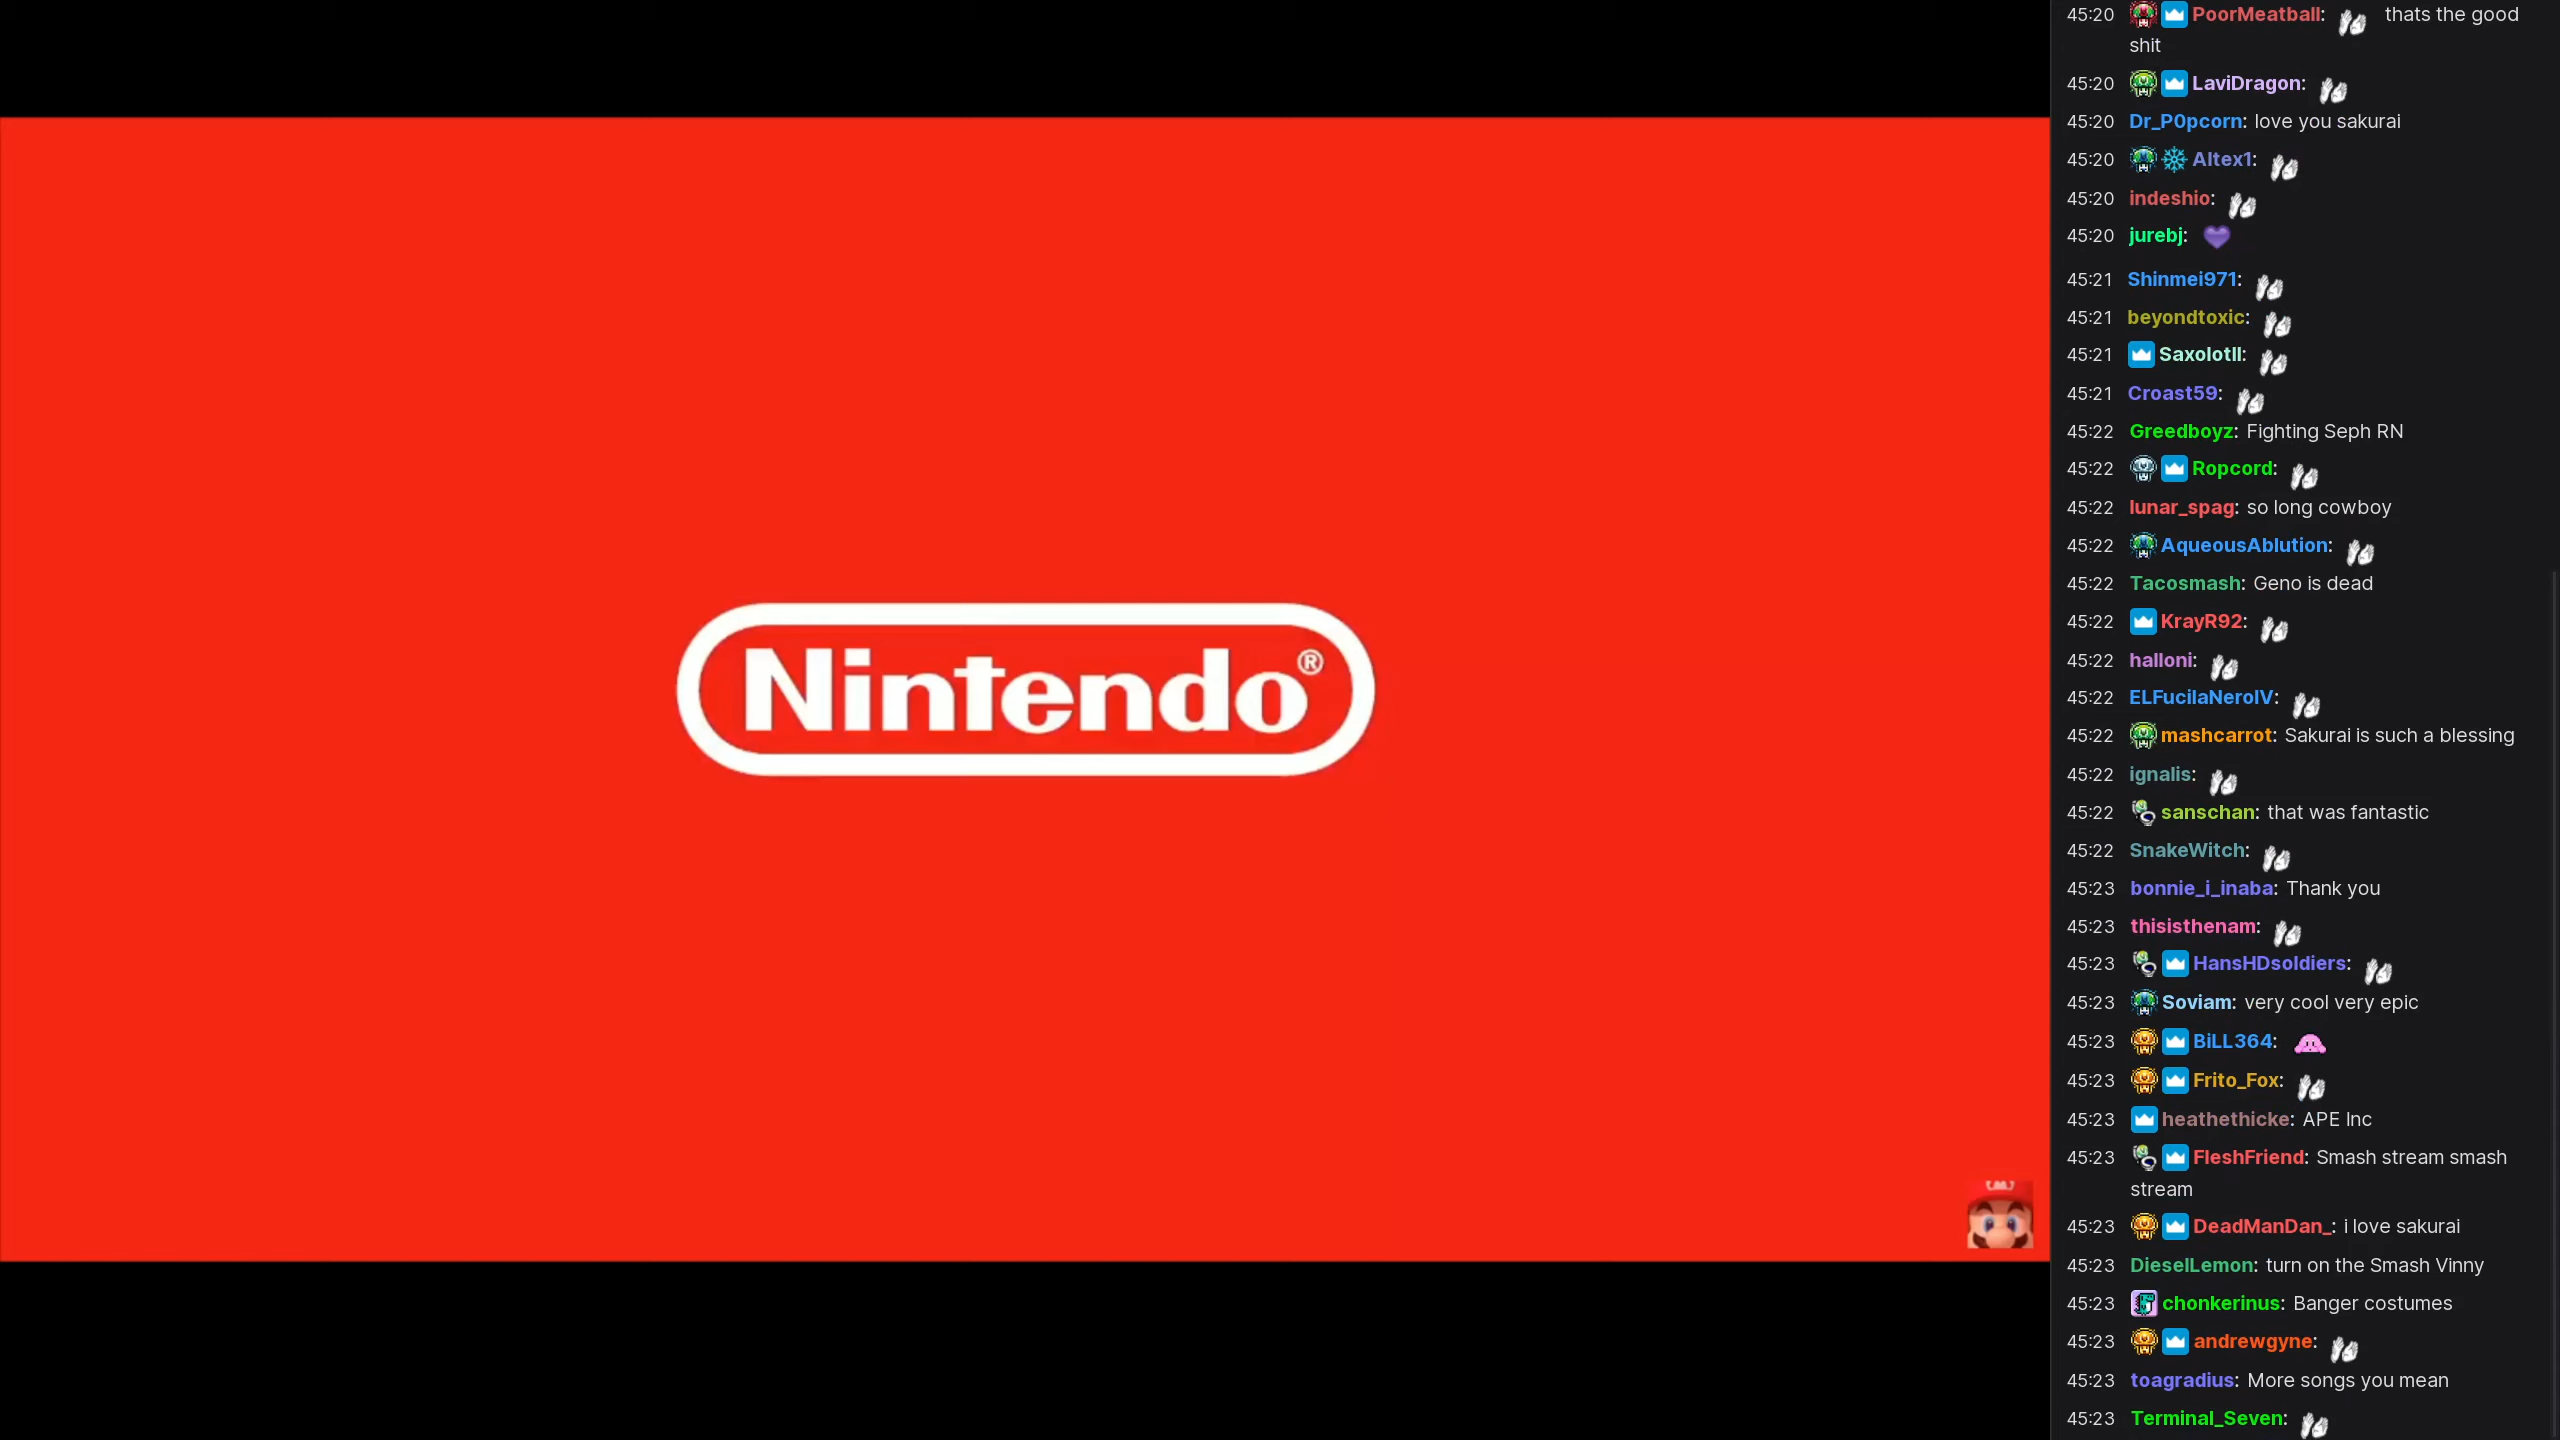 Nintendo®
45:20 PoorMeatball: thats the good
shit
45:20 LaviDragon:
45:20 Dr_P0pcorn: love you sakurai
45:20 Altex1:
45:20 indeshio:
45:20 jurebj:
45:21 Shinmei971:
45:21 beyondtoxic:
45:21 Saxolotll:
45:21 Croast59:
45:22 Greedboyz: Fighting Seph RN
45:22 Ropcord:
45:22 lunar_spag: so long cowboy
45:22 AqueousAblution:
45:22 Tacosmash: Geno is dead
45:22 KrayR92:
45:22 halloni:
45:22 ELFucilaNeroIV:
45:22 mashcarrot: Sakurai is such a blessing
45:22 ignalis:
45:22 sanschan: that was fantastic
45:22 SnakeWitch:
45:23 bonnie_i_inaba: Thank you
45:23 thisisthenam:
45:23 HansHDsoldiers:
45:23 Soviam: very cool very epic
45:23 BiLL364:
45:23 Frito_Fox:
45:23 heathethicke: APE Inc
45:23 FleshFriend: Smash stream smash
stream
45:23 DeadManDan_: i love sakurai
45:23 DieselLemon: turn on the Smash Vinny
45:23 chonkerinus: Banger costumes
45:23 andrewgyne:
45:23 toagradius: More songs you mean
45:23 Terminal_Seven: